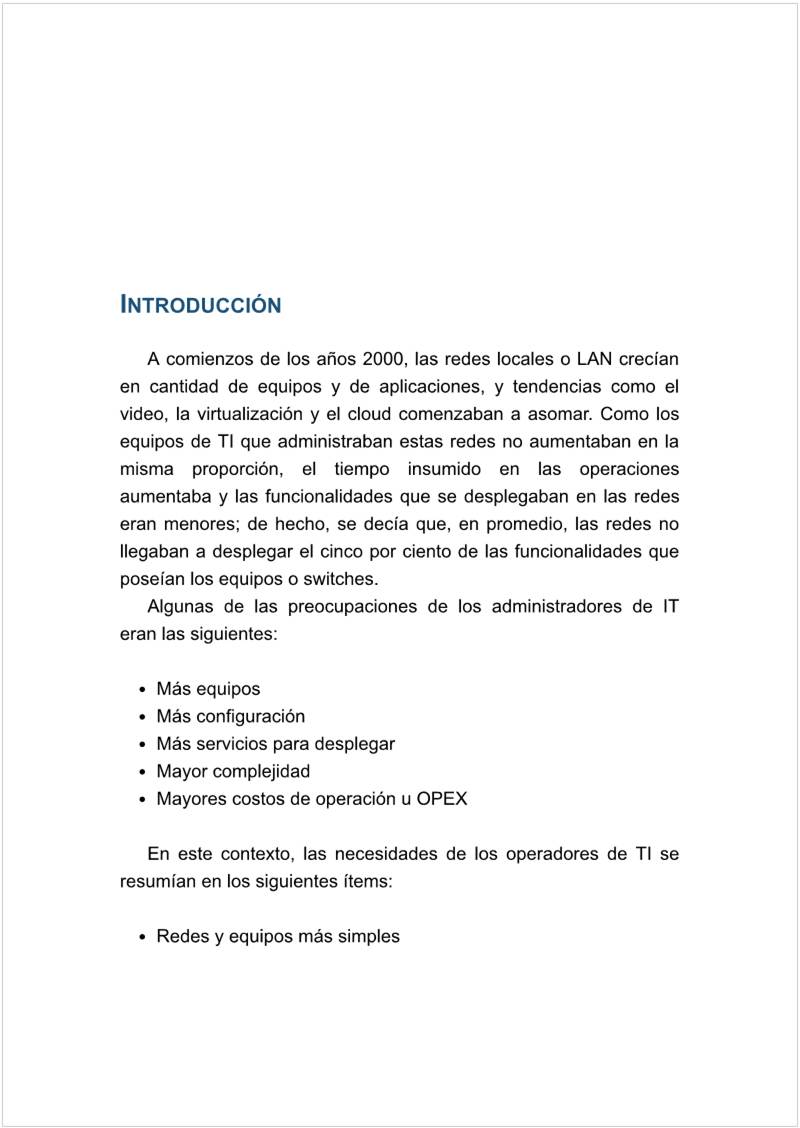 INTRODUCCIÓN
A comienzos de los años 2000, las redes locales o LAN crecían
en cantidad de equipos y de aplicaciones, y tendencias como el
video, la virtualización y el cloud comenzaban a asomar. Como los
equipos de TI que administraban estas redes no aumentaban en la
misma proporción, el tiempo insumido en las operaciones
aumentaba y las funcionalidades que se desplegaban en las redes
eran menores; de hecho, se decía que, en promedio, las redes no
llegaban a desplegar el cinco por ciento de las funcionalidades que
poseían los equipos o switches.
Algunas de las preocupaciones de los administradores de IT
eran las siguientes:
• Más equipos
• Más configuración
• Más servicios para desplegar
• Mayor complejidad
• Mayores costos de operación u OPEX
En este contexto, las necesidades de los operadores de TI se
resumían en los siguientes ítems:
• Redes y equipos más simples